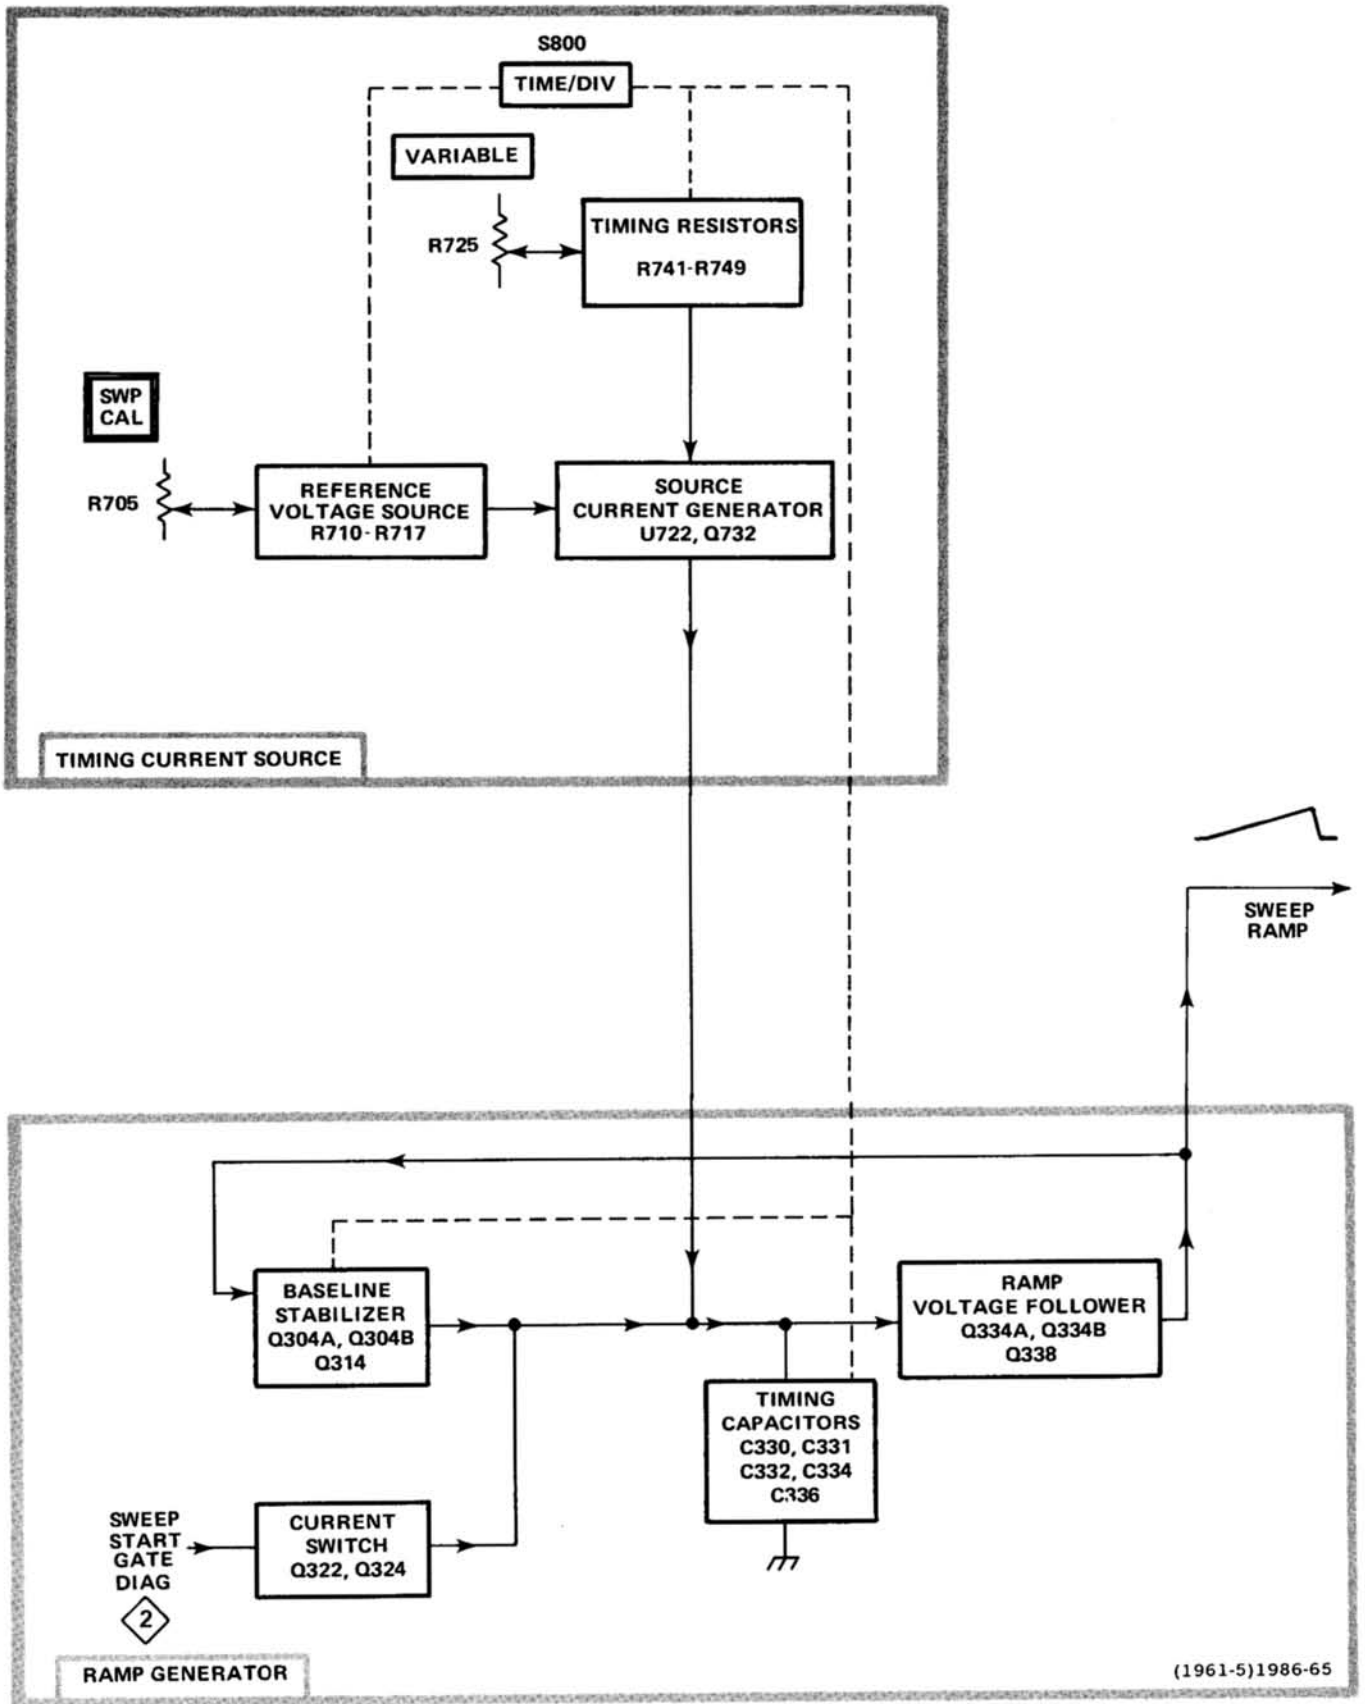 S800
TIME/DIV
VARIABLE
TIMING RESISTORS
R741-R749
R725
SWP
CAL
R705
REFERENCE
VOLTAGE SOURCE
R710-R717
SOURCE
CURRENT GENERATOR
U722, Q732
TIMING CURRENT SOURCE
SWEEP
RAMP
BASELINE
STABILIZER
Q304A, Q304B
Q314
RAMP
VOLTAGE FOLLOWER
Q334A, Q334B
Q338
TIMING
CAPACITORS
C330, C331
C332, C334
C336
SWEEP
START
GATE
DIAG
2
CURRENT
SWITCH
Q322, Q324
RAMP GENERATOR
(1961-5)1986-65